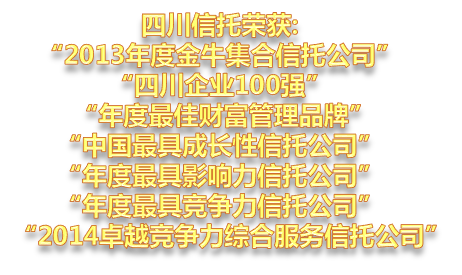 四川信托荣获:
“2013年度金牛集合信托公司”
“四川企业100强”
“年度最佳财富管理品牌”
“中国最具成长性信托公司”
“年度最具影响力信托公司”
“年度最具竞争力信托公司”
“2014卓越竞争力综合服务信托公司”